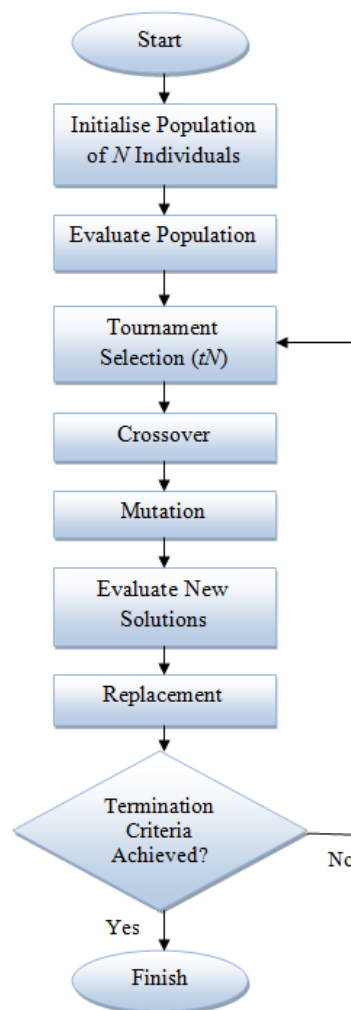 Start
Initialise Population
of N Individuals
Evaluate Population
Tournament
Selection (tN)
Crossover
Mutation
Evaluate New
Solutions
Replacement
Termination
Criteria
Achieved?
No
Yes
Finish